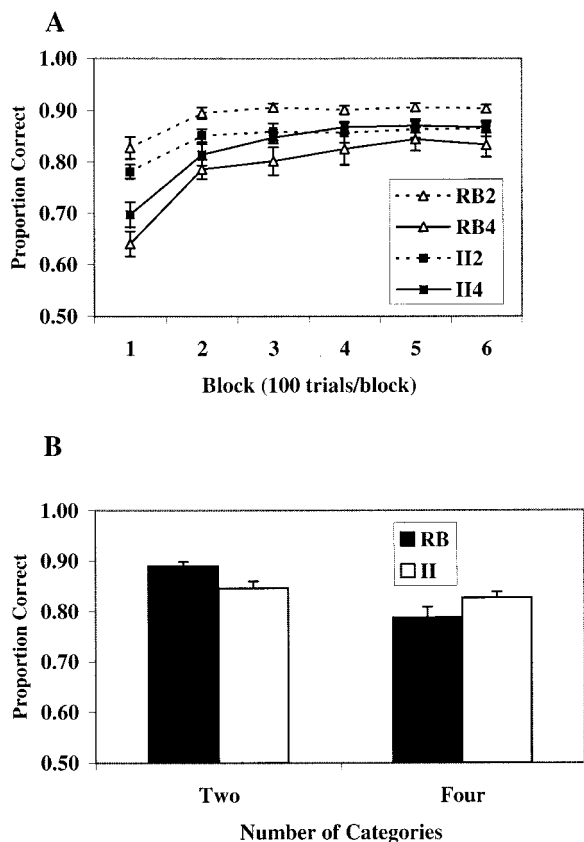 A
Proportion Correct
1.00
0.90
0.80
0.70
0.60
0.50
RB2
RB4
II2
II4
1 2 3 4 5 6
Block (100 trials/block)
B
Proportion Correct
1.00
0.90
0.80
0.70
0.60
0.50
RB
II
Two Four
Number of Categories